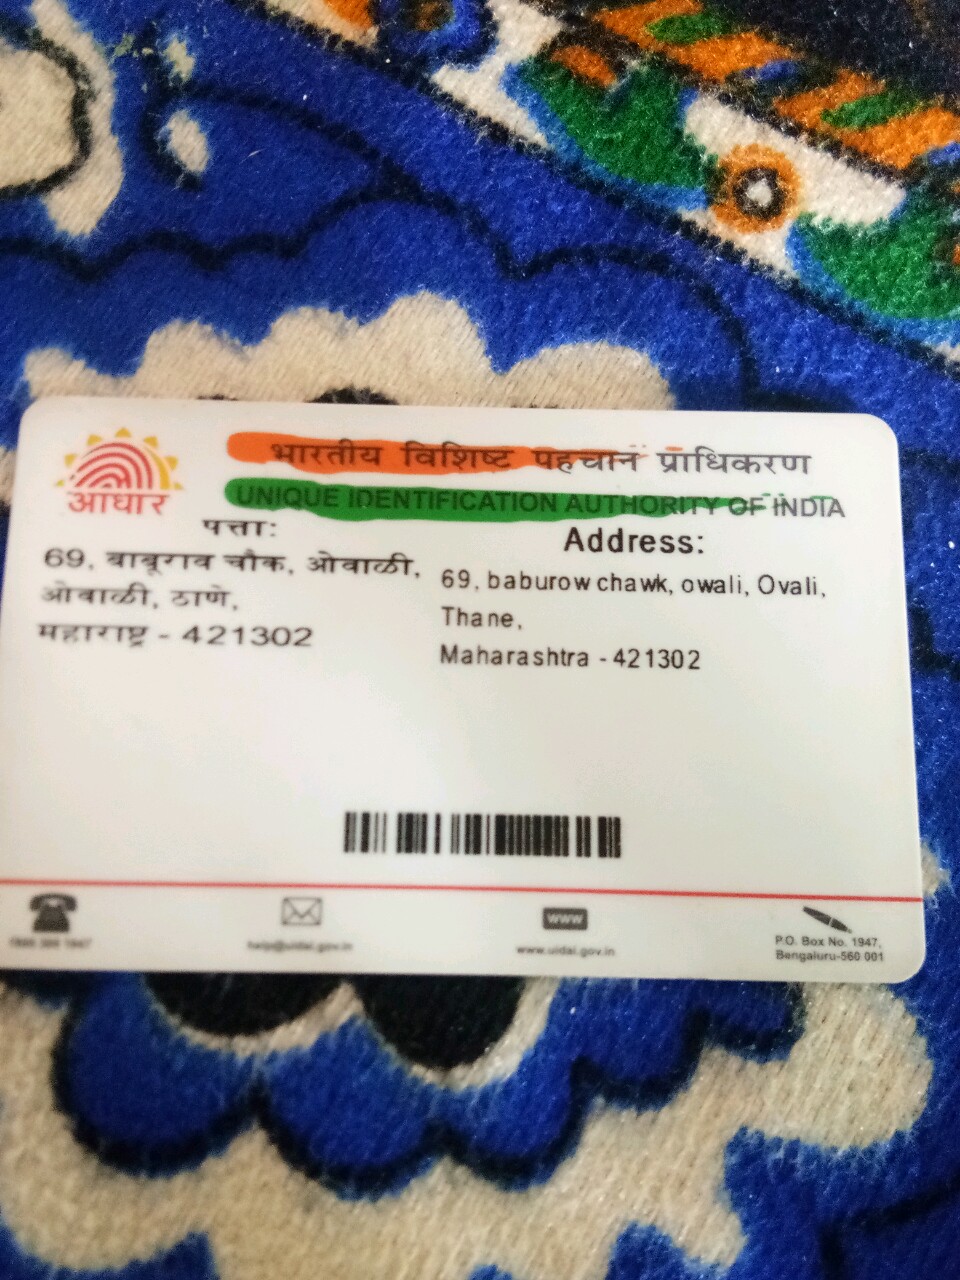 भारतीय विशिष्ट पहचान प्राधिकरण
UNIQUE IDENTIFICATION AUTHORITY OF INDIA
आधार
पत्ता:
69, बाबूराव चौक, ओवाळी,
ओवाळी, ठाणे,
महाराष्ट्र - 421302
Address:
69, baburow chawk, owali, Ovali,
Thane,
Maharashtra - 421302
1947
help@uidai.gov.in
WWW
www.uidai.gov.in
P.O. Box No. 1947,
Bengaluru-560 001